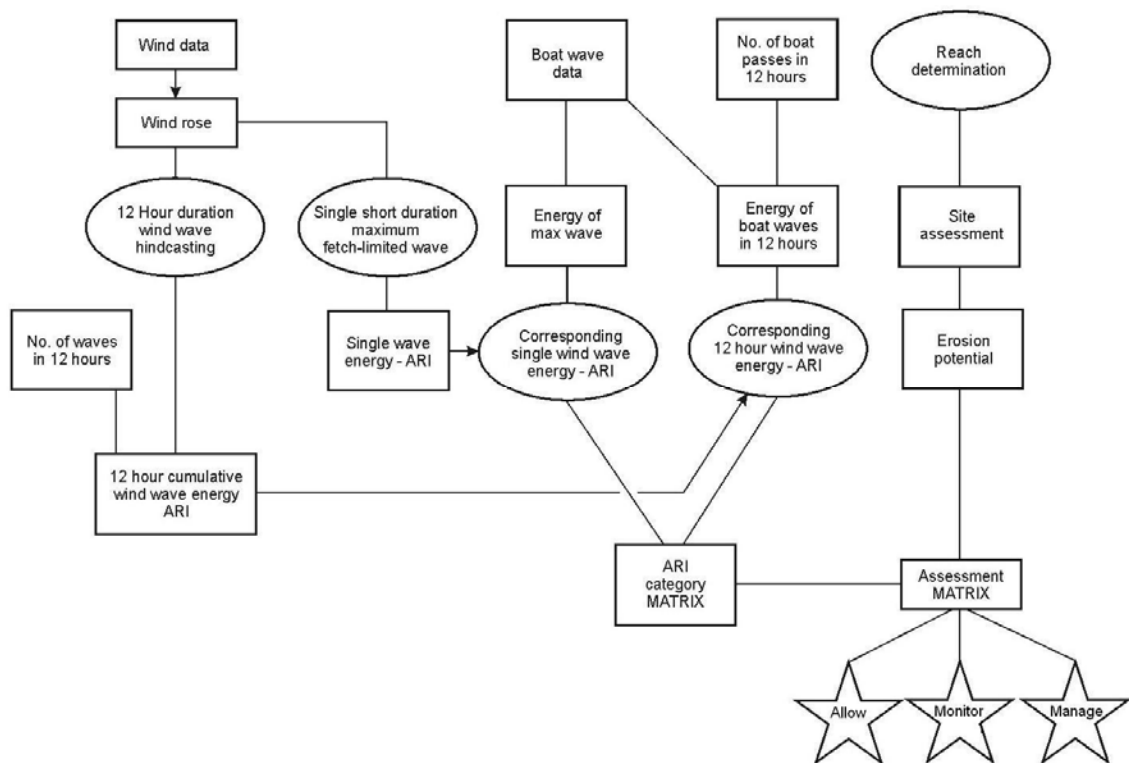 Wind data
Boat wave
data
No. of boat
passes in
12 hours
Reach
determination
Wind rose
12 Hour duration
wind wave
hindcasting
Single short duration
maximum
fetch-limited wave
Energy of
max wave
Energy of
boat waves
in 12 hours
Site
assessment
No. of waves
in 12 hours
Single wave
energy - ARI
Corresponding
single wind wave
energy - ARI
Corresponding
12 hour wind wave
energy - ARI
Erosion
potential
12 hour cumulative
wind wave energy
ARI
ARI
category
MATRIX
Assessment
MATRIX
Allow
Monitor
Manage